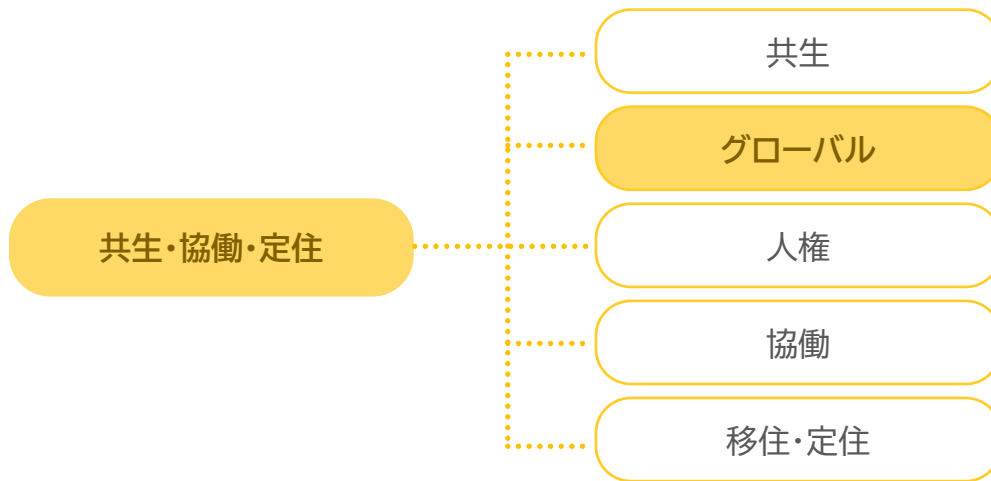 共生・協働・定住
共生
グローバル
人権
協働
移住・定住